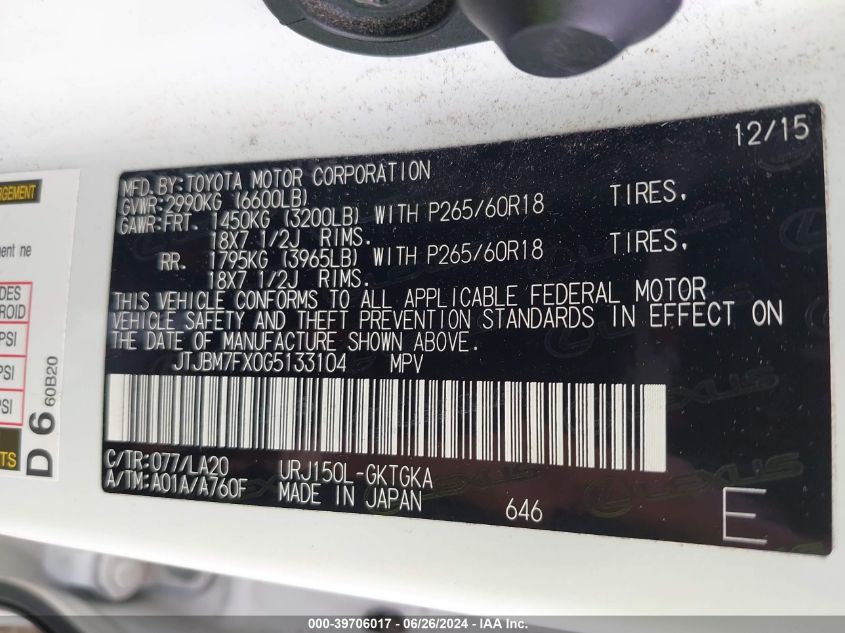 12/15
MFD.BY:TOYOTA MOTOR CORPORATION
GVWR:2990KG (6600LB)
GAWR-FRT. 1450KG (3200LB) WITH P265/60R18 TIRES,
18X7 1/2J RIMS.
RR. 1795KG (3965LB) WITH P265/60R18 TIRES,
18X7 1/2J RIMS.
THIS VEHICLE CONFORMS TO ALL APPLICABLE FEDERAL MOTOR
VEHICLE SAFETY AND THEFT PREVENTION STANDARDS IN EFFECT ON
THE DATE OF MANUFACTURE SHOWN ABOVE.
JTJBM7FX0G5133104 MPV
C/TR:077/LA20 URJ150L-GKTGKA
A/TM:A01A/A760F MADE IN JAPAN 646
E
LEXUS
D 6 60B20
PSI
PSI
PSI
000-39706017 - 06/26/2024 - IAA Inc.